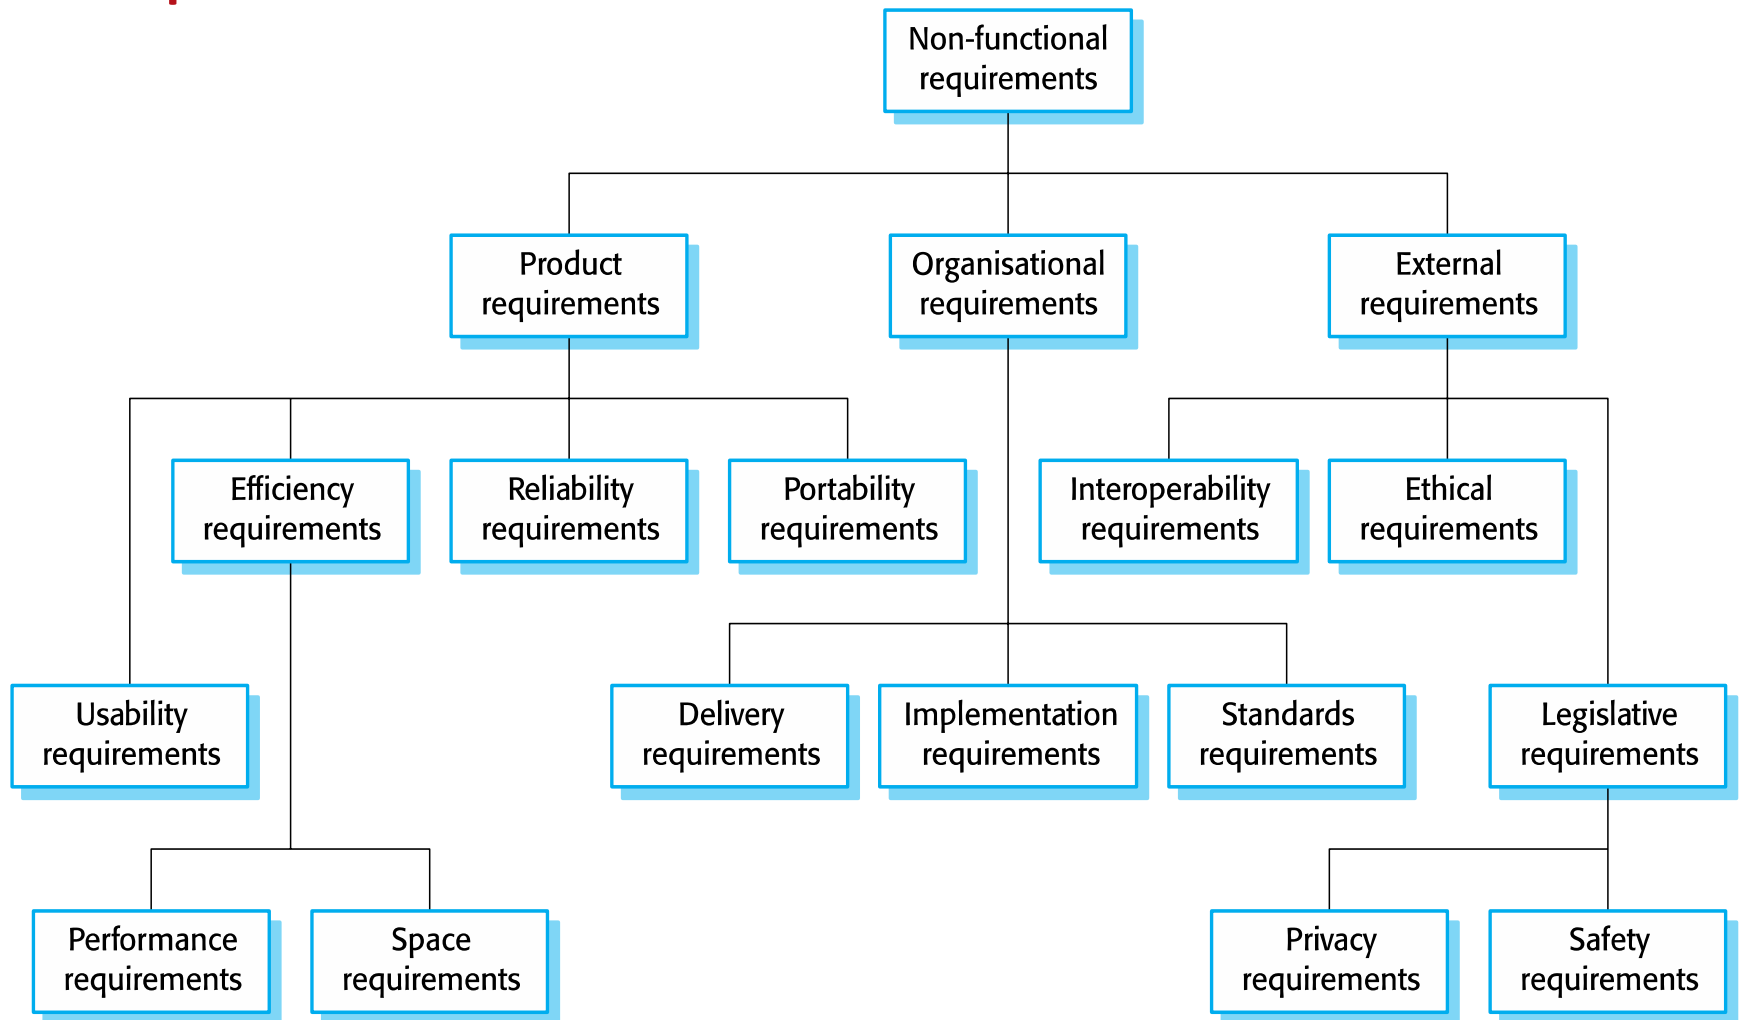 Non-functional
requirements
Product
requirements
Organisational
requirements
External
requirements
Efficiency
requirements
Reliability
requirements
Portability
requirements
Interoperability
requirements
Ethical
requirements
Usability
requirements
Delivery
requirements
Implementation
requirements
Standards
requirements
Legislative
requirements
Performance
requirements
Space
requirements
Privacy
requirements
Safety
requirements